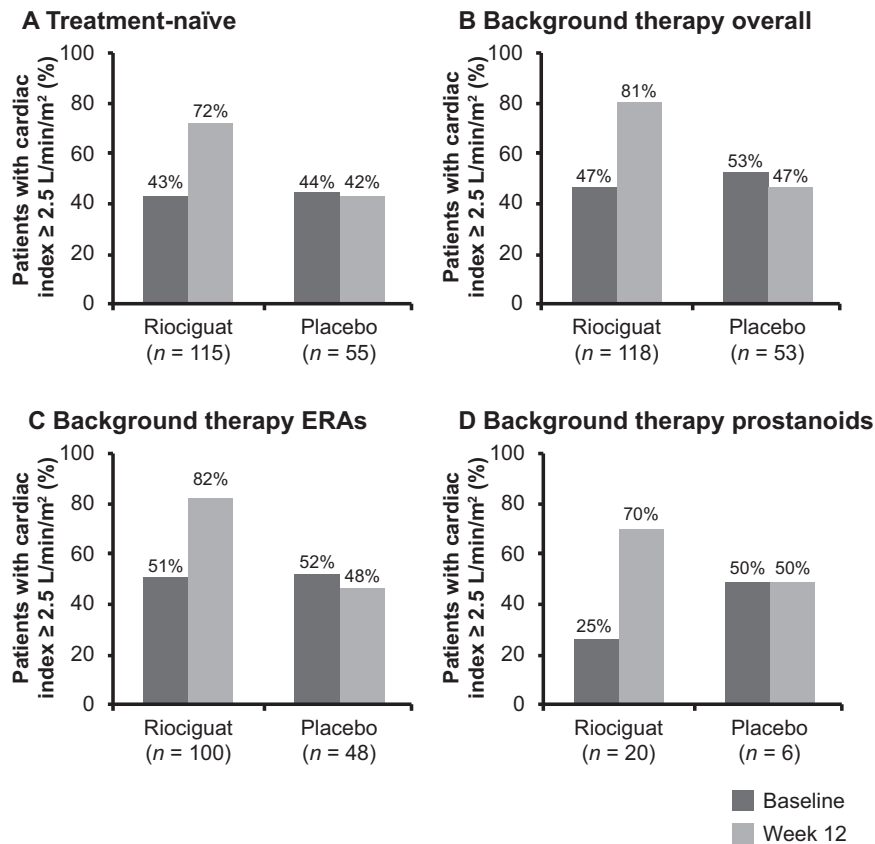 A Treatment-naïve
Patients with cardiac
index ≥ 2.5 L/min/m² (%)
100
80
60
40
20
0
43%
72%
44%
42%
Riociguat
(n = 115)
Placebo
(n = 55)
B Background therapy overall
Patients with cardiac
index ≥ 2.5 L/min/m² (%)
100
80
60
40
20
0
47%
81%
53%
47%
Riociguat
(n = 118)
Placebo
(n = 53)
C Background therapy ERAs
Patients with cardiac
index ≥ 2.5 L/min/m² (%)
100
80
60
40
20
0
51%
82%
52%
48%
Riociguat
(n = 100)
Placebo
(n = 48)
D Background therapy prostanoids
Patients with cardiac
index ≥ 2.5 L/min/m² (%)
100
80
60
40
20
0
25%
70%
50%
50%
Riociguat
(n = 20)
Placebo
(n = 6)
Baseline
Week 12